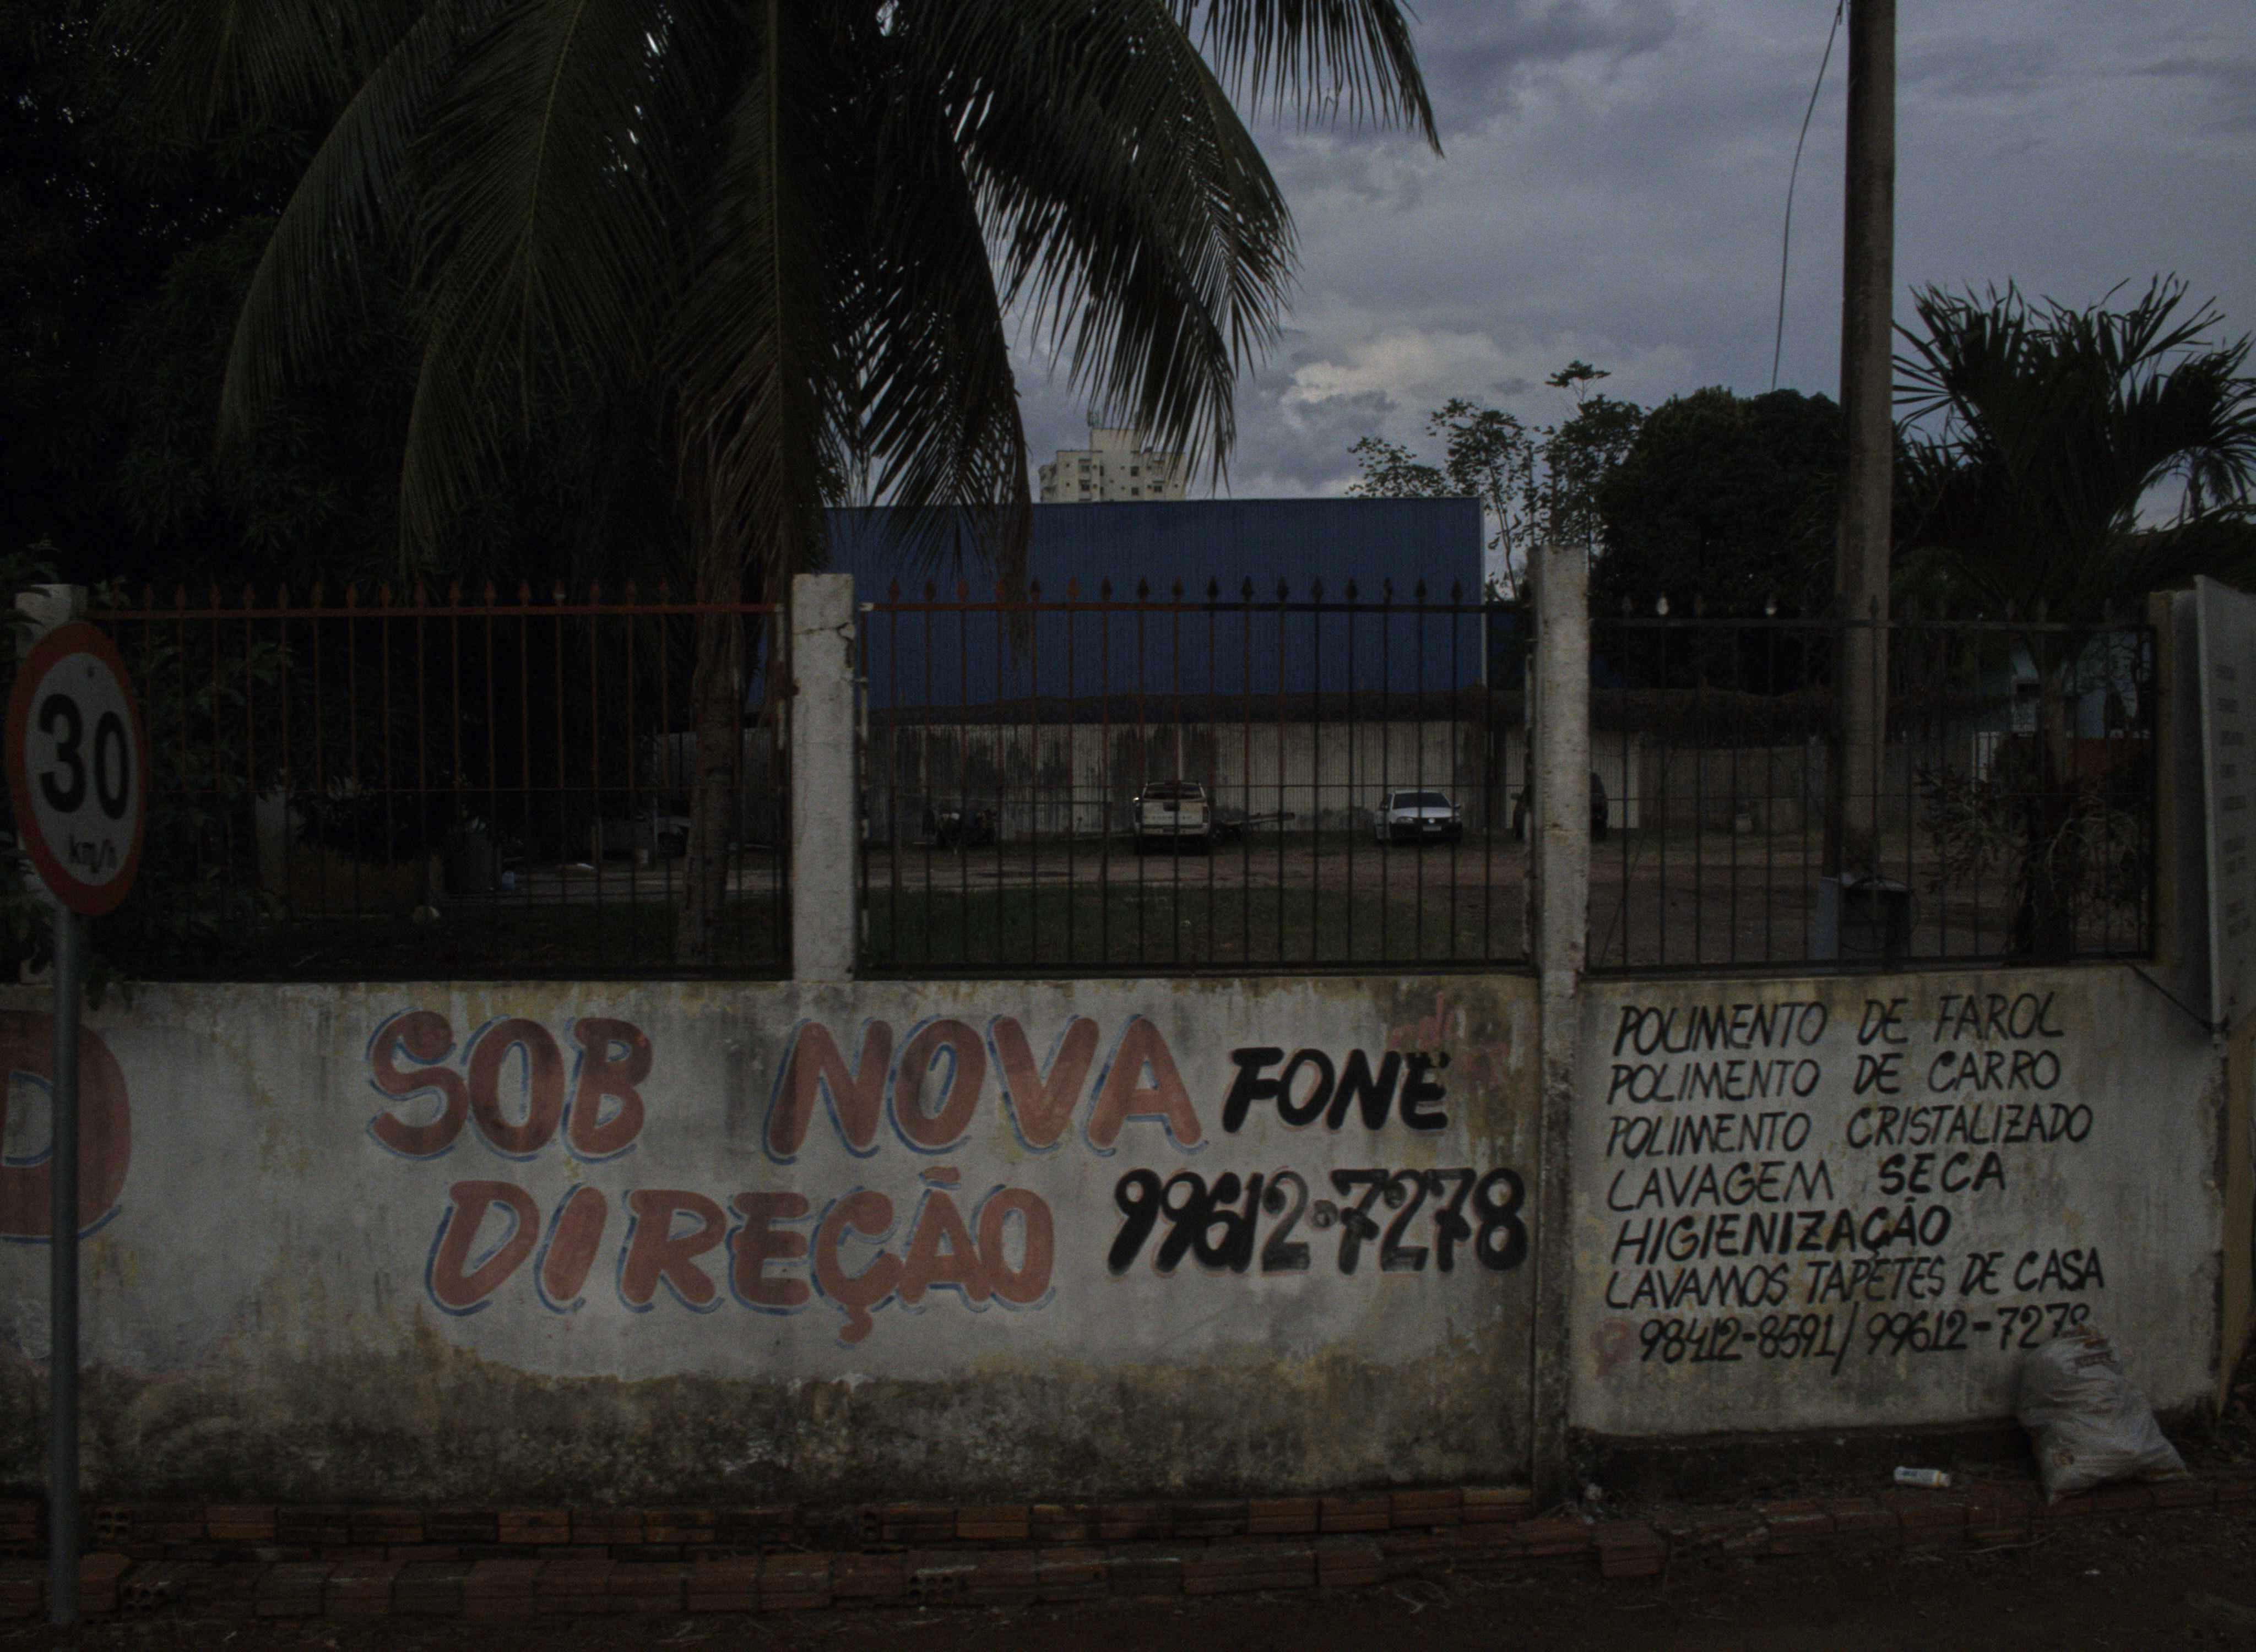 30
km/h
D
SOB NOVA
DIREÇÃO
FONE
99612-7278
POLIMENTO DE FAROL
POLIMENTO DE CARRO
POLIMENTO CRISTALIZADO
LAVAGEM SECA
HIGIENIZAÇÃO
LAVAMOS TAPETES DE CASA
98412-8591/99612-7278